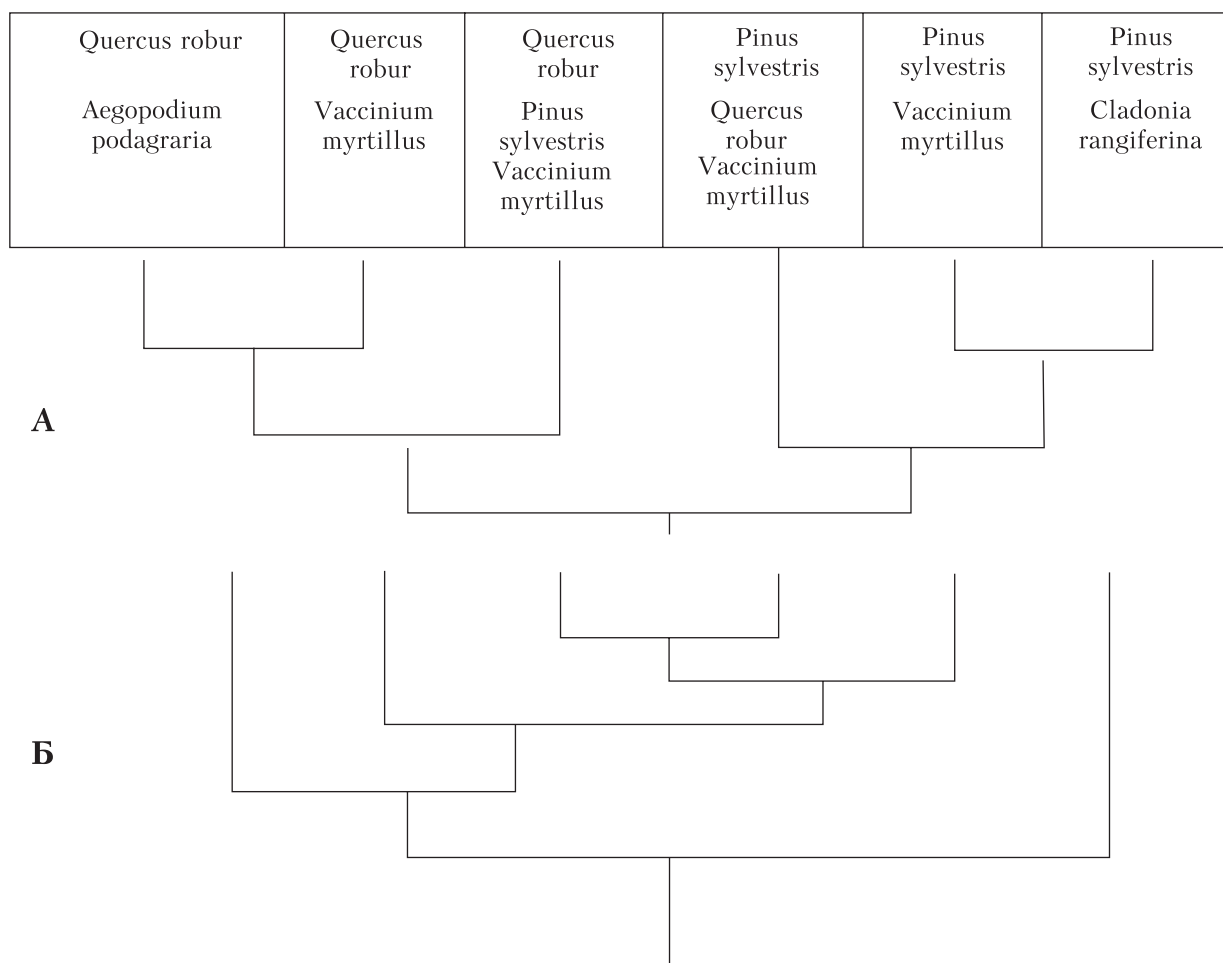 Quercus robur
Aegopodium
podagraria
Quercus
robur
Vaccinium
myrtillus
Quercus
robur
Pinus
sylvestris
Vaccinium
myrtillus
Pinus
sylvestris
Quercus
robur
Vaccinium
myrtillus
Pinus
sylvestris
Vaccinium
myrtillus
Pinus
sylvestris
Cladonia
rangiferina
А
Б